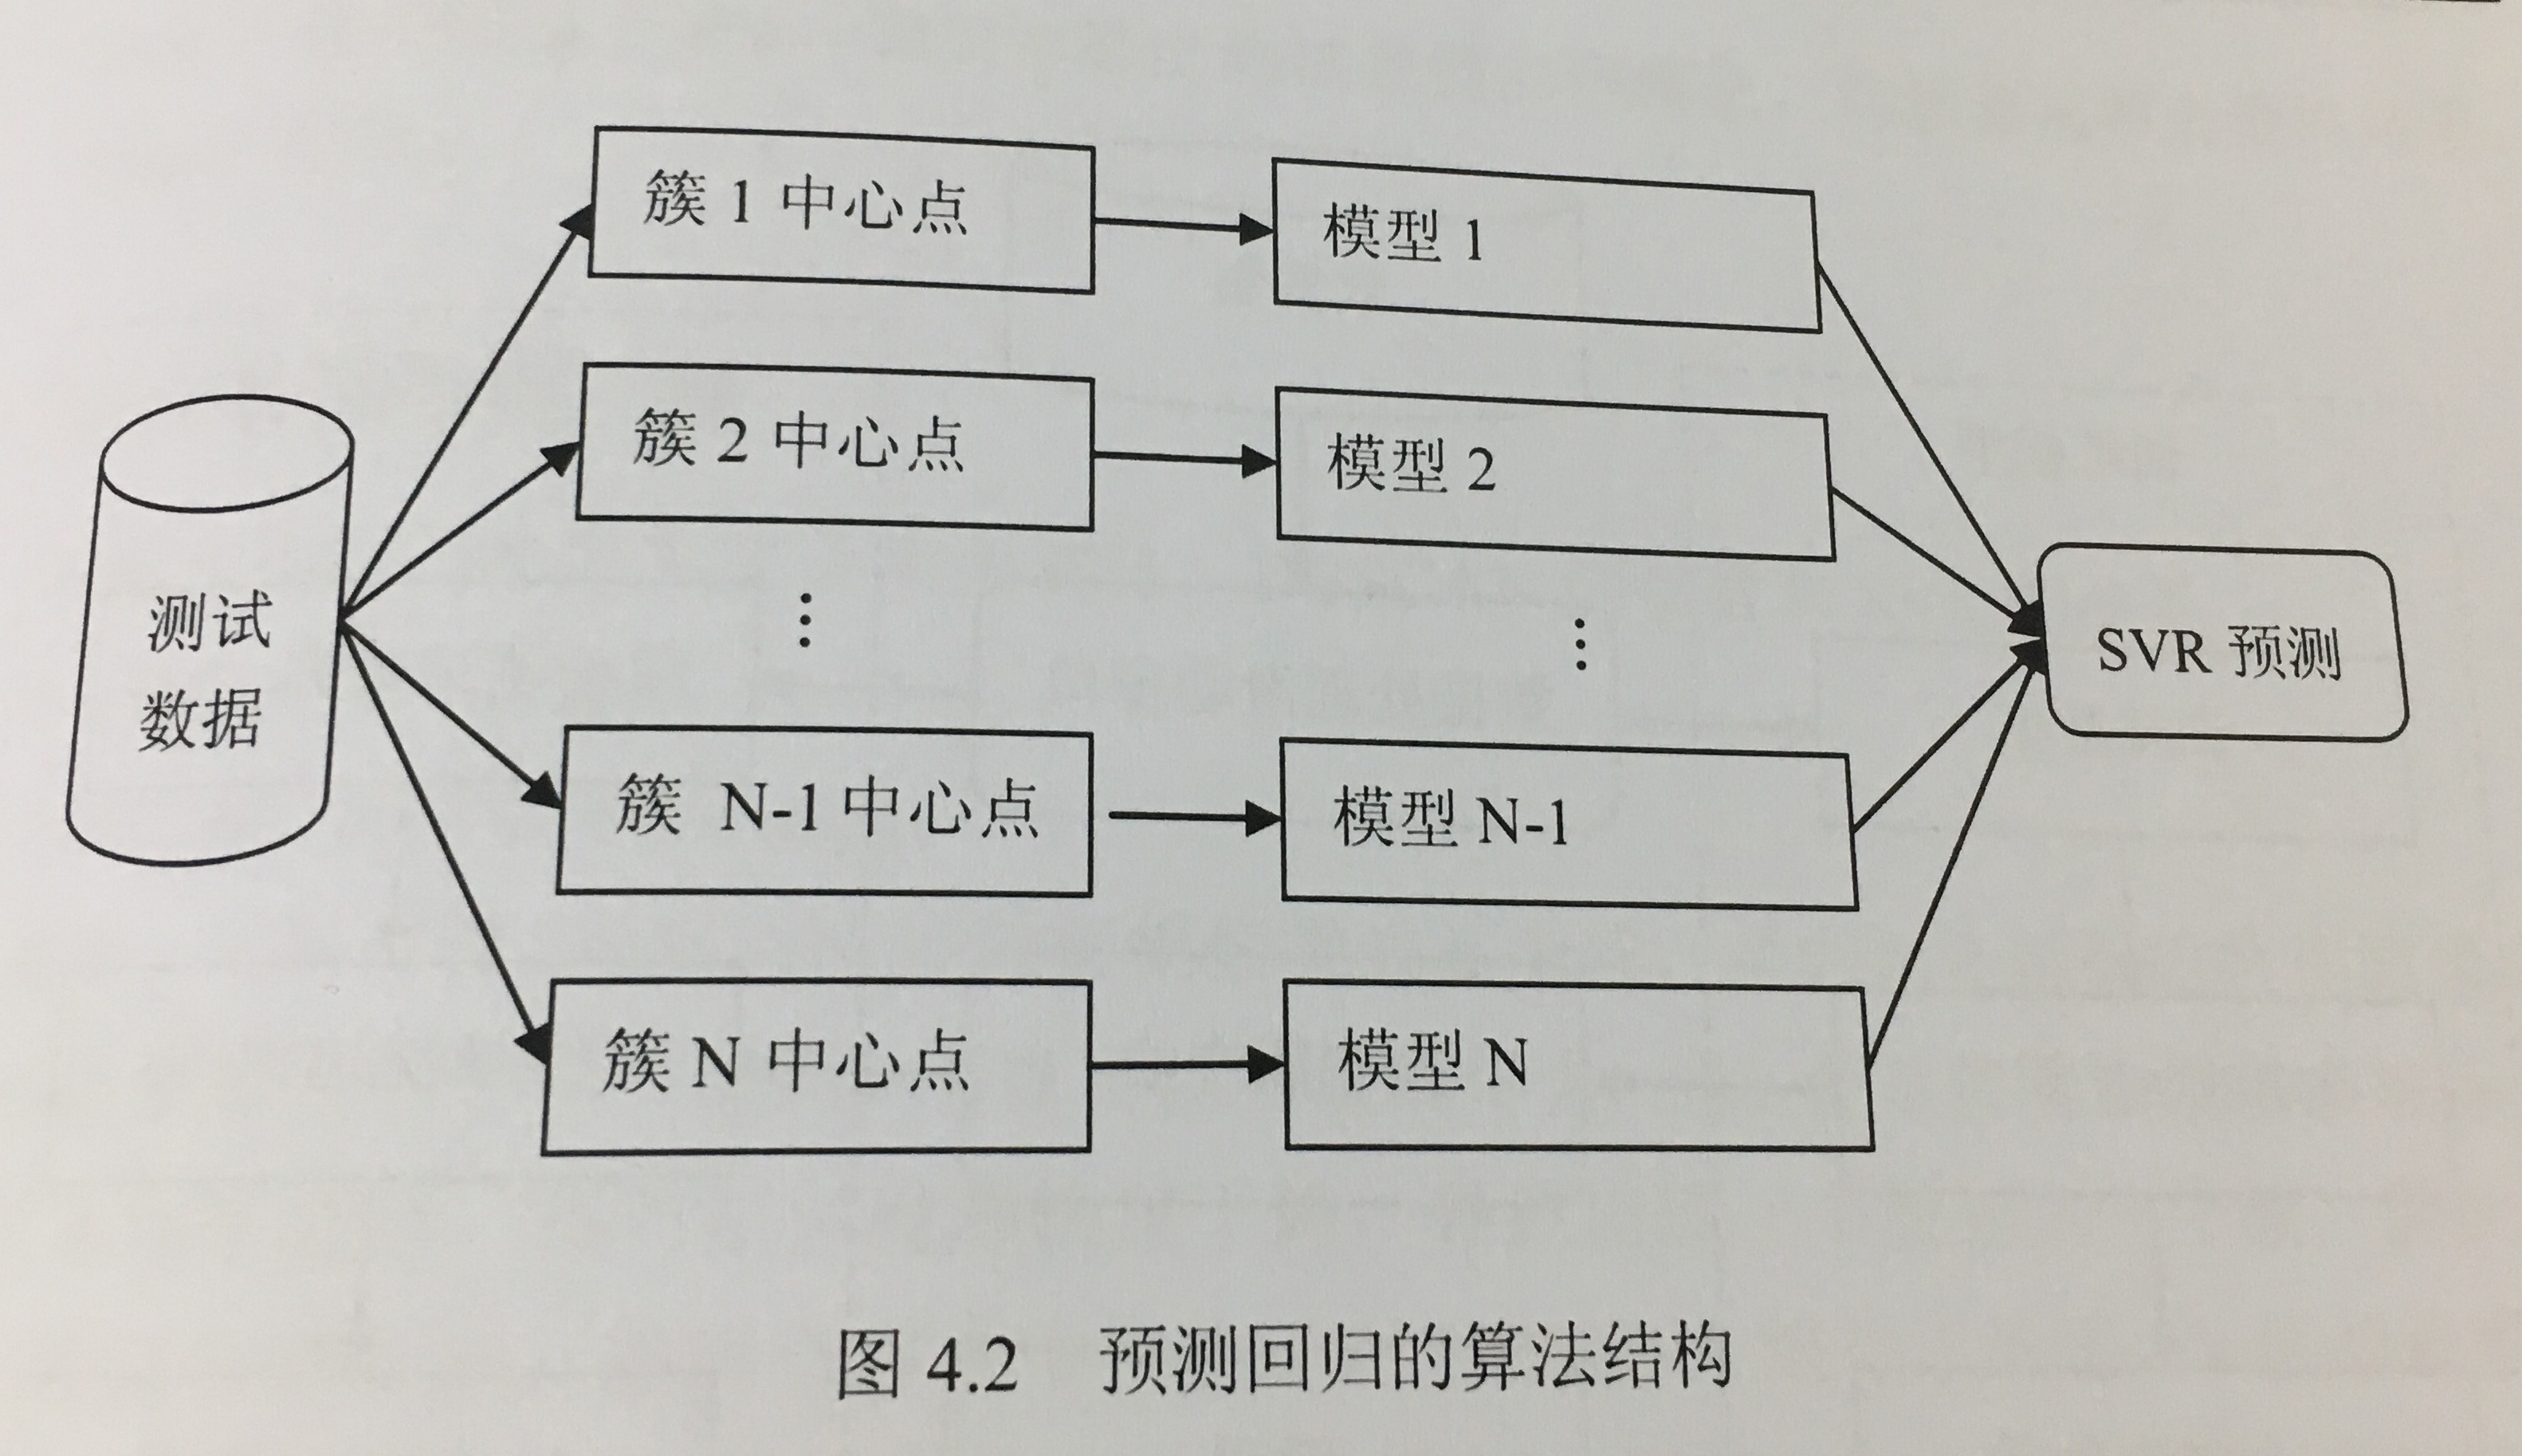 簇 1 中心点
模型 1
簇 2 中心点
模型 2
测试
数据
⋮
⋮
SVR 预测
簇 N-1 中心点
模型 N-1
簇 N 中心点
模型 N
图 4.2 预测回归的算法结构